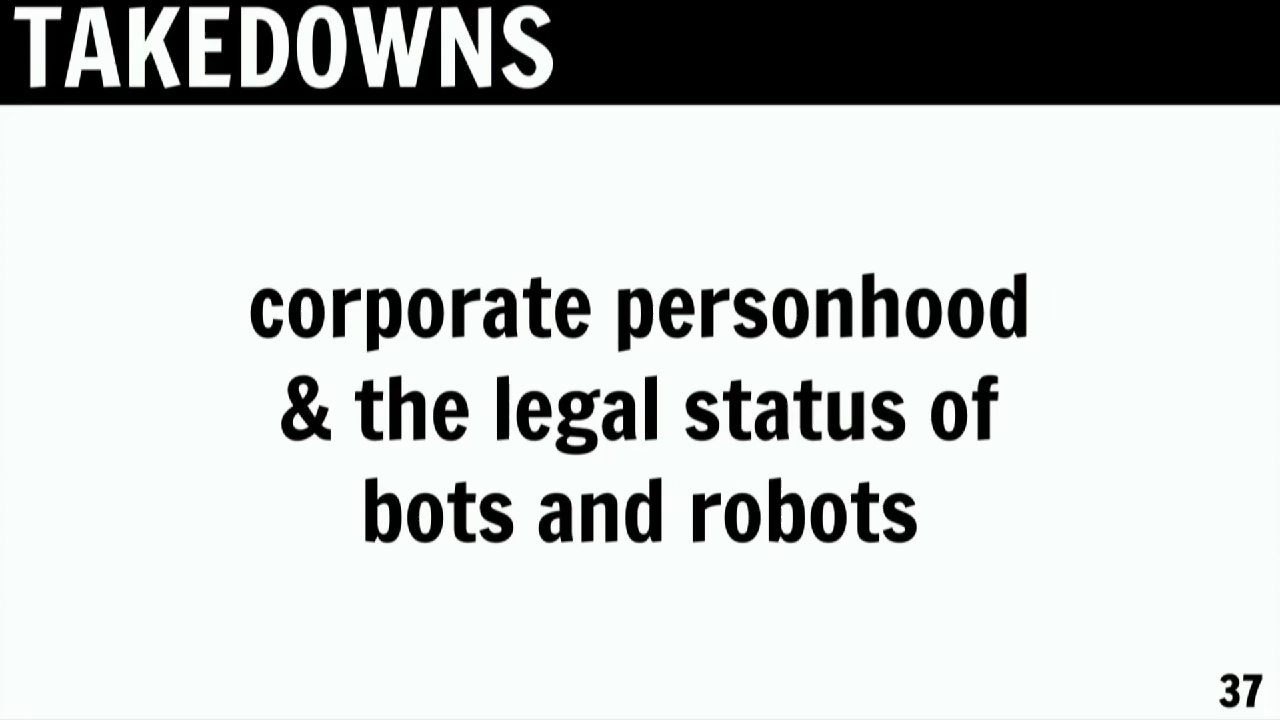 TAKEDOWNS
corporate personhood
& the legal status of
bots and robots
37